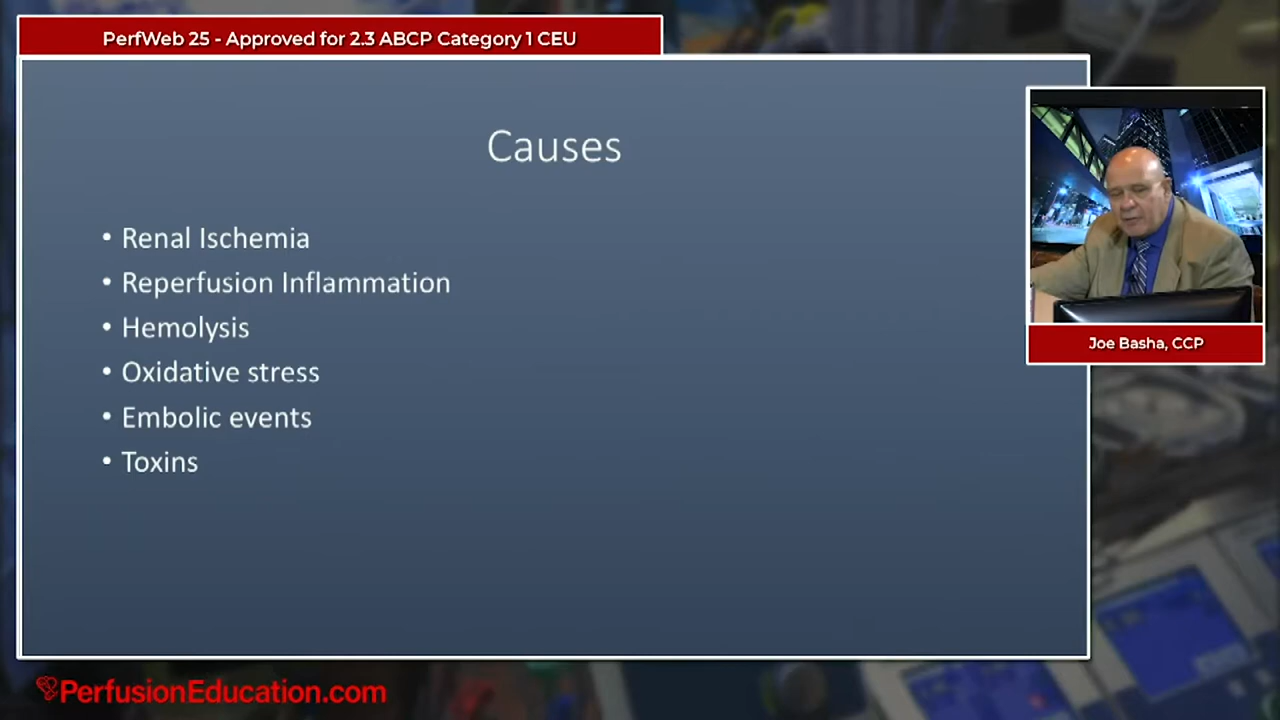 PerfWeb 25 - Approved for 2.3 ABCP Category 1 CEU
Causes
• Renal Ischemia
• Reperfusion Inflammation
• Hemolysis
• Oxidative stress
• Embolic events
• Toxins
Joe Basha, CCP
PerfusionEducation.com